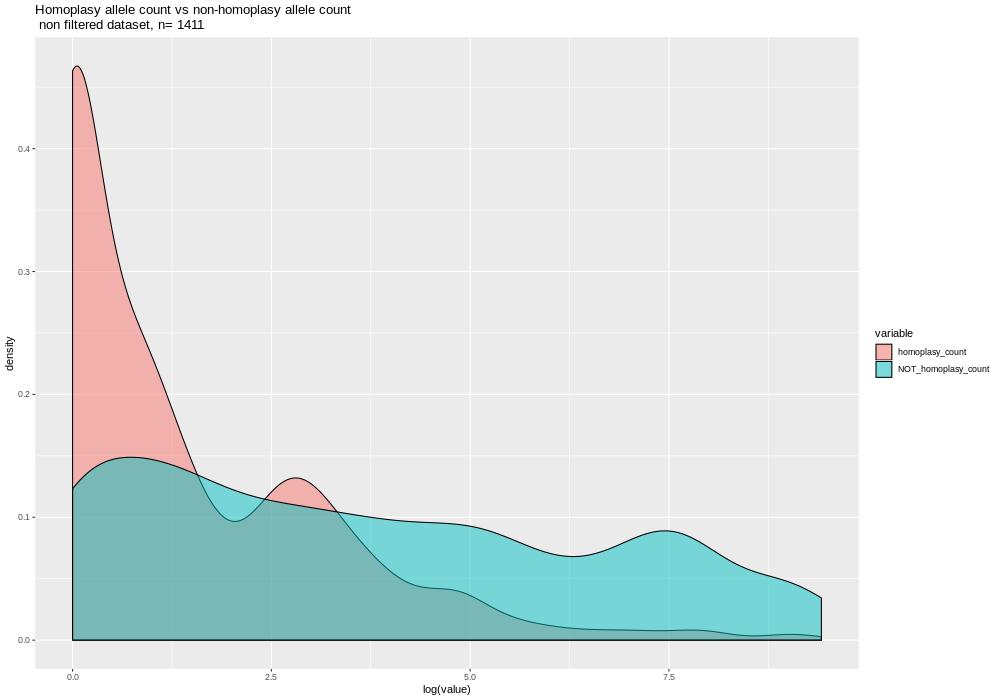 Homoplasy allele count vs non-homoplasy allele count
non filtered dataset, n= 1411
density
0.4
0.3
0.2
0.1
0.0
0.0 2.5 5.0 7.5
log(value)
variable
homoplasy_count
NOT_homoplasy_count